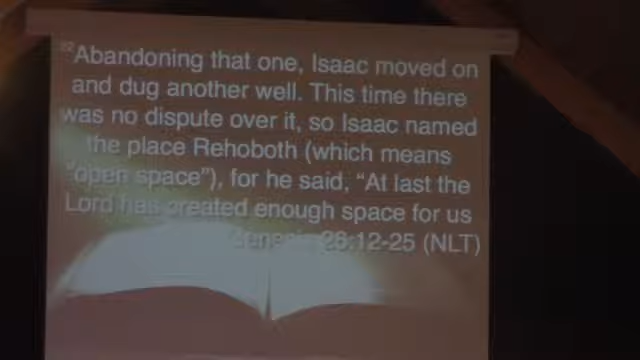 ²²Abandoning that one, Isaac moved on
and dug another well. This time there
was no dispute over it, so Isaac named
the place Rehoboth (which means
“open space”), for he said, “At last the
Lord has created enough space for us
Genesis 26:12-25 (NLT)